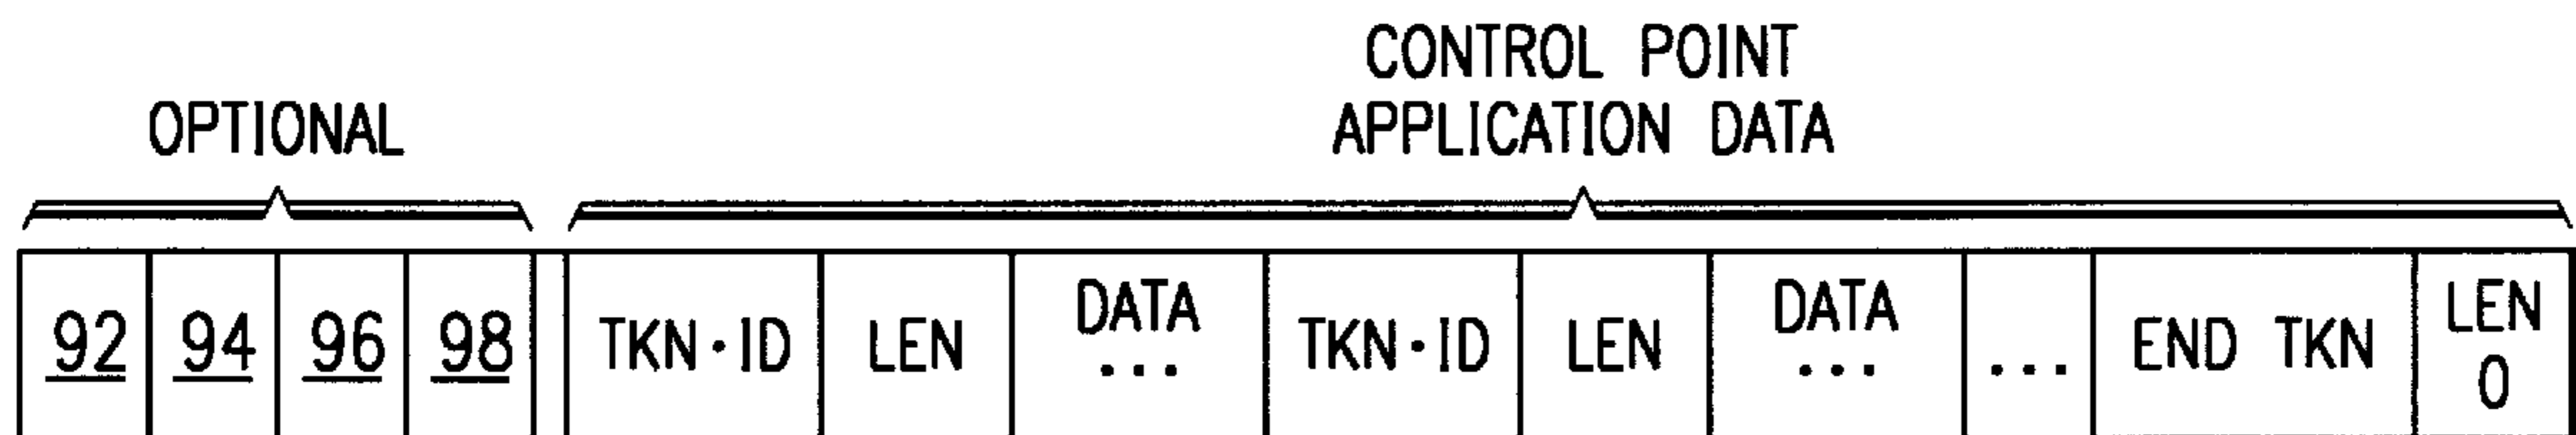 CONTROL POINT
OPTIONAL APPLICATION DATA
92 94 96 98 TKN·ID LEN DATA ... TKN·ID LEN DATA ... ... END TKN LEN 0